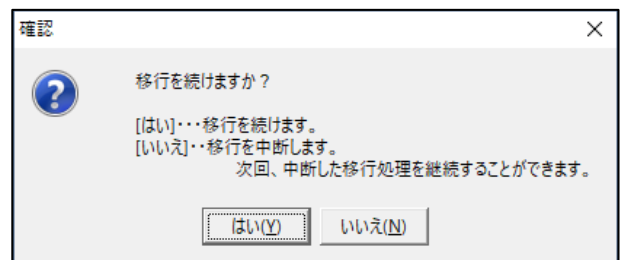 確認
移行を続けますか？
[はい]・・・移行を続けます。
[いいえ]・・移行を中断します。
次回、中断した移行処理を継続することができます。
はい(Y) いいえ(N)